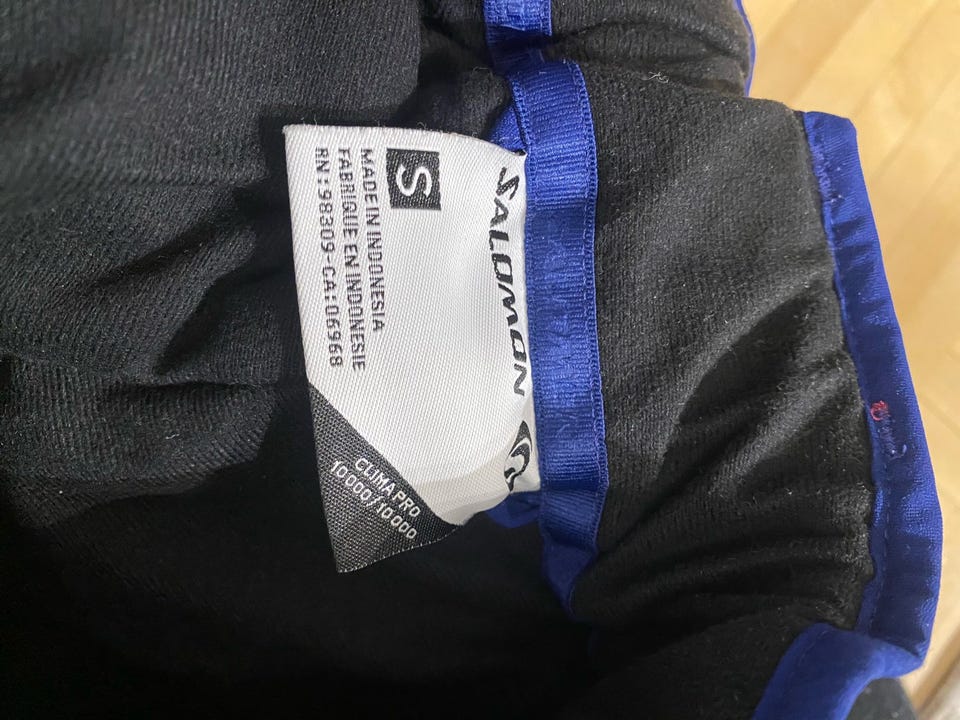 SALOMON
S
MADE IN INDONESIA
FABRIQUE EN INDONESIE
RN:98309-CA:06968
CLIMA PRO
10 000/10 000